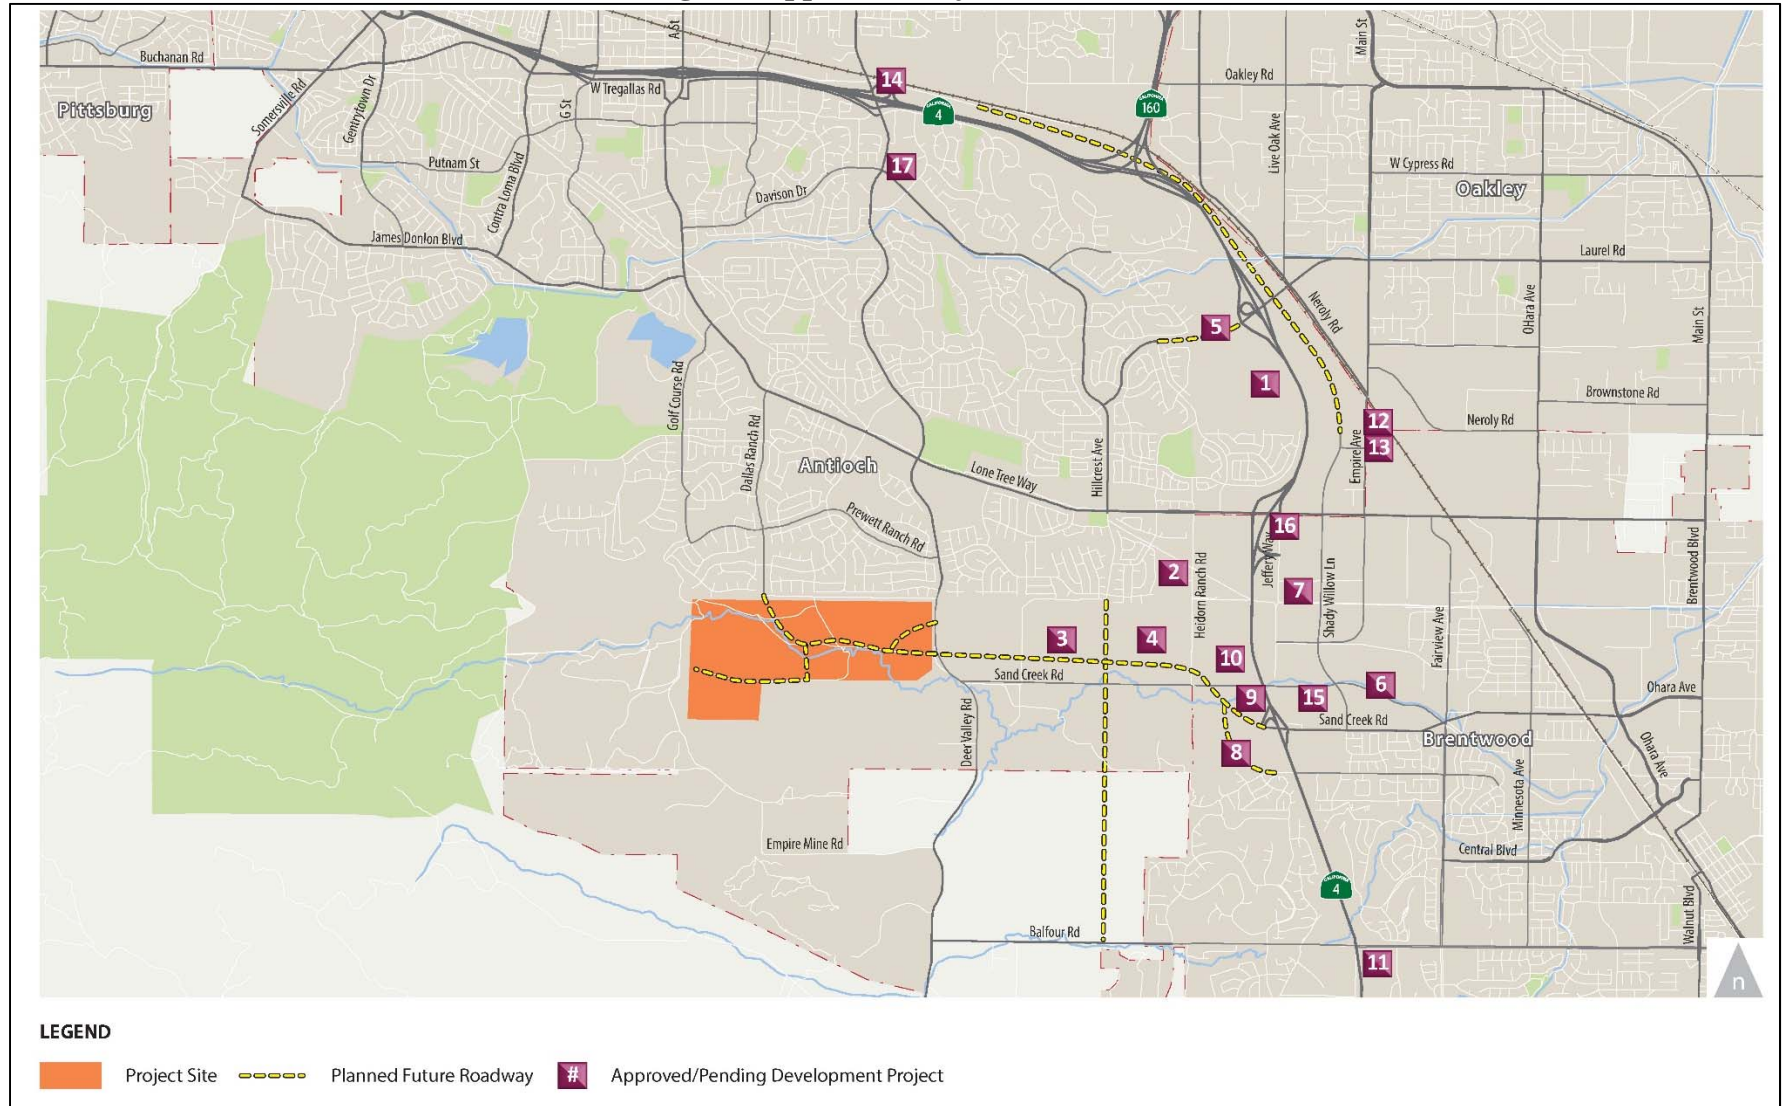 Buchanan Rd
Pittsburg
Somersville Rd
Gentrytown Dr
G St
A St
W Tregallas Rd
14
CALIFORNIA
4
CALIFORNIA
160
Oakley Rd
Main St
Live Oak Ave
W Cypress Rd
Oakley
Putnam St
Contra Loma Blvd
17
Davison Dr
James Donlon Blvd
Laurel Rd
Neroly Rd
OHara Ave
Main St
5
1
Golf Course Rd
Dallas Ranch Rd
Brownstone Rd
Neroly Rd
12
13
Empire Ave
Antioch
Hillcrest Ave
Lone Tree Way
Prewett Ranch Rd
16
Jeffery Way
Brentwood Blvd
2
Heidorn Ranch Rd
7
Shady Willow Ln
Fairview Ave
3
4
10
Sand Creek Rd
9
15
6
Ohara Ave
Sand Creek Rd
Deer Valley Rd
8
Brentwood
Ohara Ave
Minnesota Ave
Empire Mine Rd
Central Blvd
CALIFORNIA
4
Walnut Blvd
Balfour Rd
11
n
LEGEND
Project Site
Planned Future Roadway
#
Approved/Pending Development Project